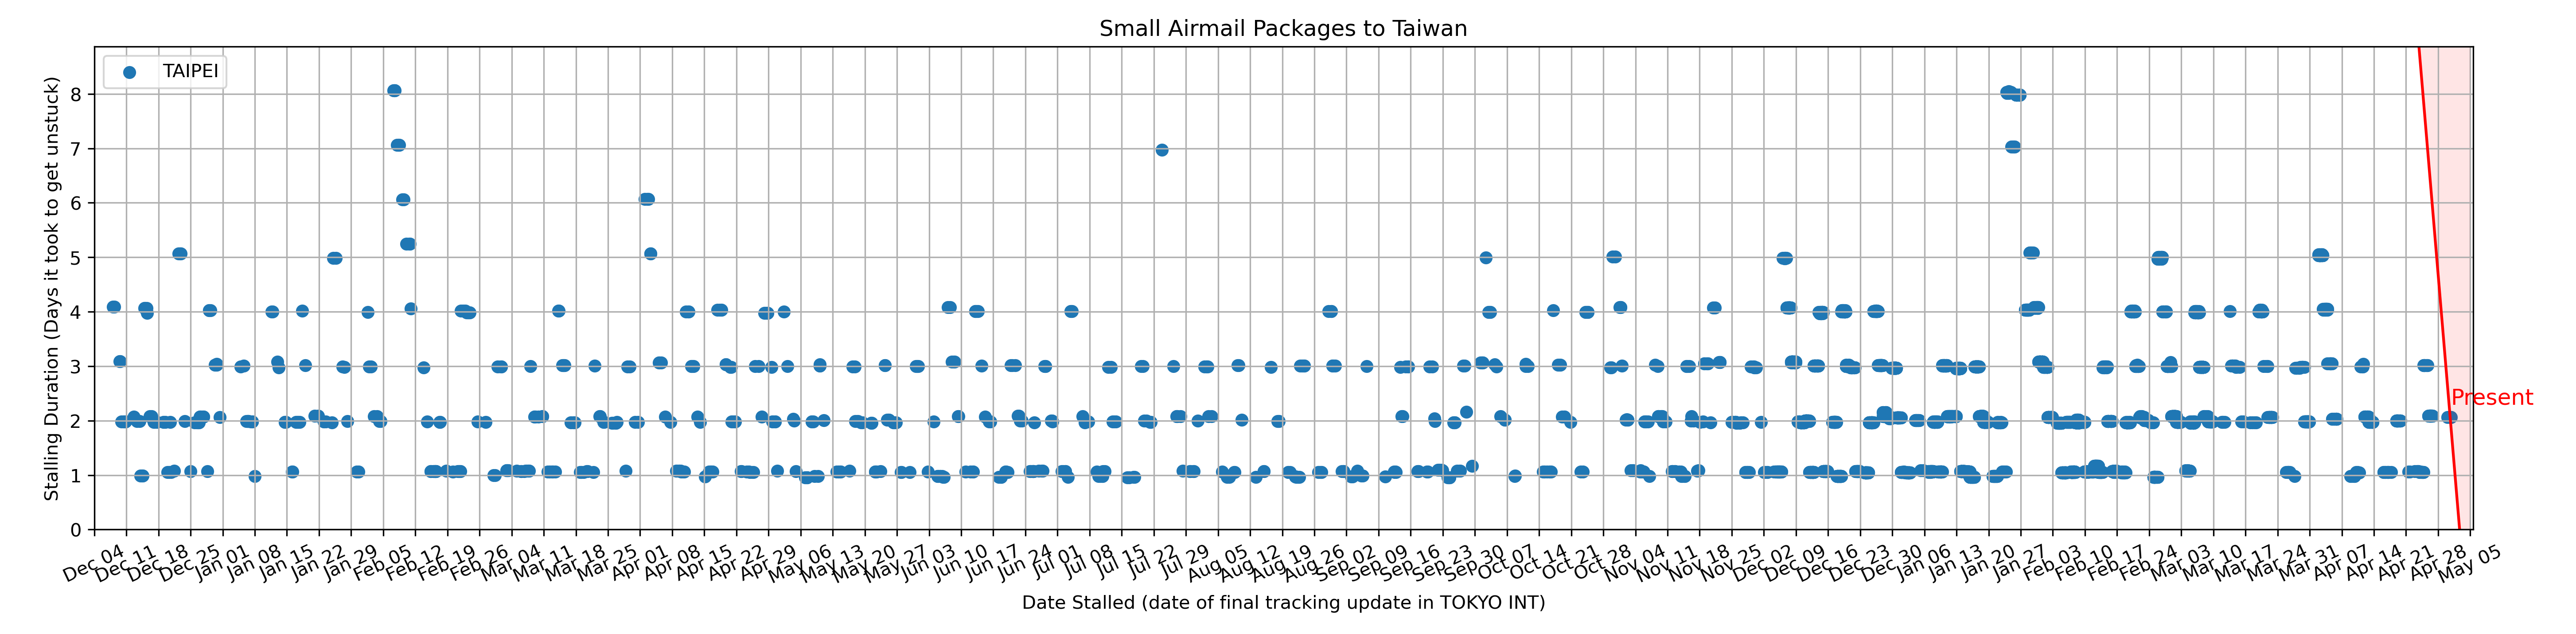 Small Airmail Packages to Taiwan
TAIPEI
Stalling Duration (Days it took to get unstuck)
8
7
6
5
4
3
2
1
0
Present
Dec 04 Dec 11 Dec 18 Dec 25 Jan 01 Jan 08 Jan 15 Jan 22 Jan 29 Feb 05 Feb 12 Feb 19 Feb 26 Mar 04 Mar 11 Mar 18 Mar 25 Apr 01 Apr 08 Apr 15 Apr 22 Apr 29 May 06 May 13 May 20 May 27 Jun 03 Jun 10 Jun 17 Jun 24 Jul 01 Jul 08 Jul 15 Jul 22 Jul 29 Aug 05 Aug 12 Aug 19 Aug 26 Sep 02 Sep 09 Sep 16 Sep 23 Sep 30 Oct 07 Oct 14 Oct 21 Oct 28 Nov 04 Nov 11 Nov 18 Nov 25 Dec 02 Dec 09 Dec 16 Dec 23 Dec 30 Jan 06 Jan 13 Jan 20 Jan 27 Feb 03 Feb 10 Feb 17 Feb 24 Mar 03 Mar 10 Mar 17 Mar 24 Mar 31 Apr 07 Apr 14 Apr 21 Apr 28 May 05
Date Stalled (date of final tracking update in TOKYO INT)